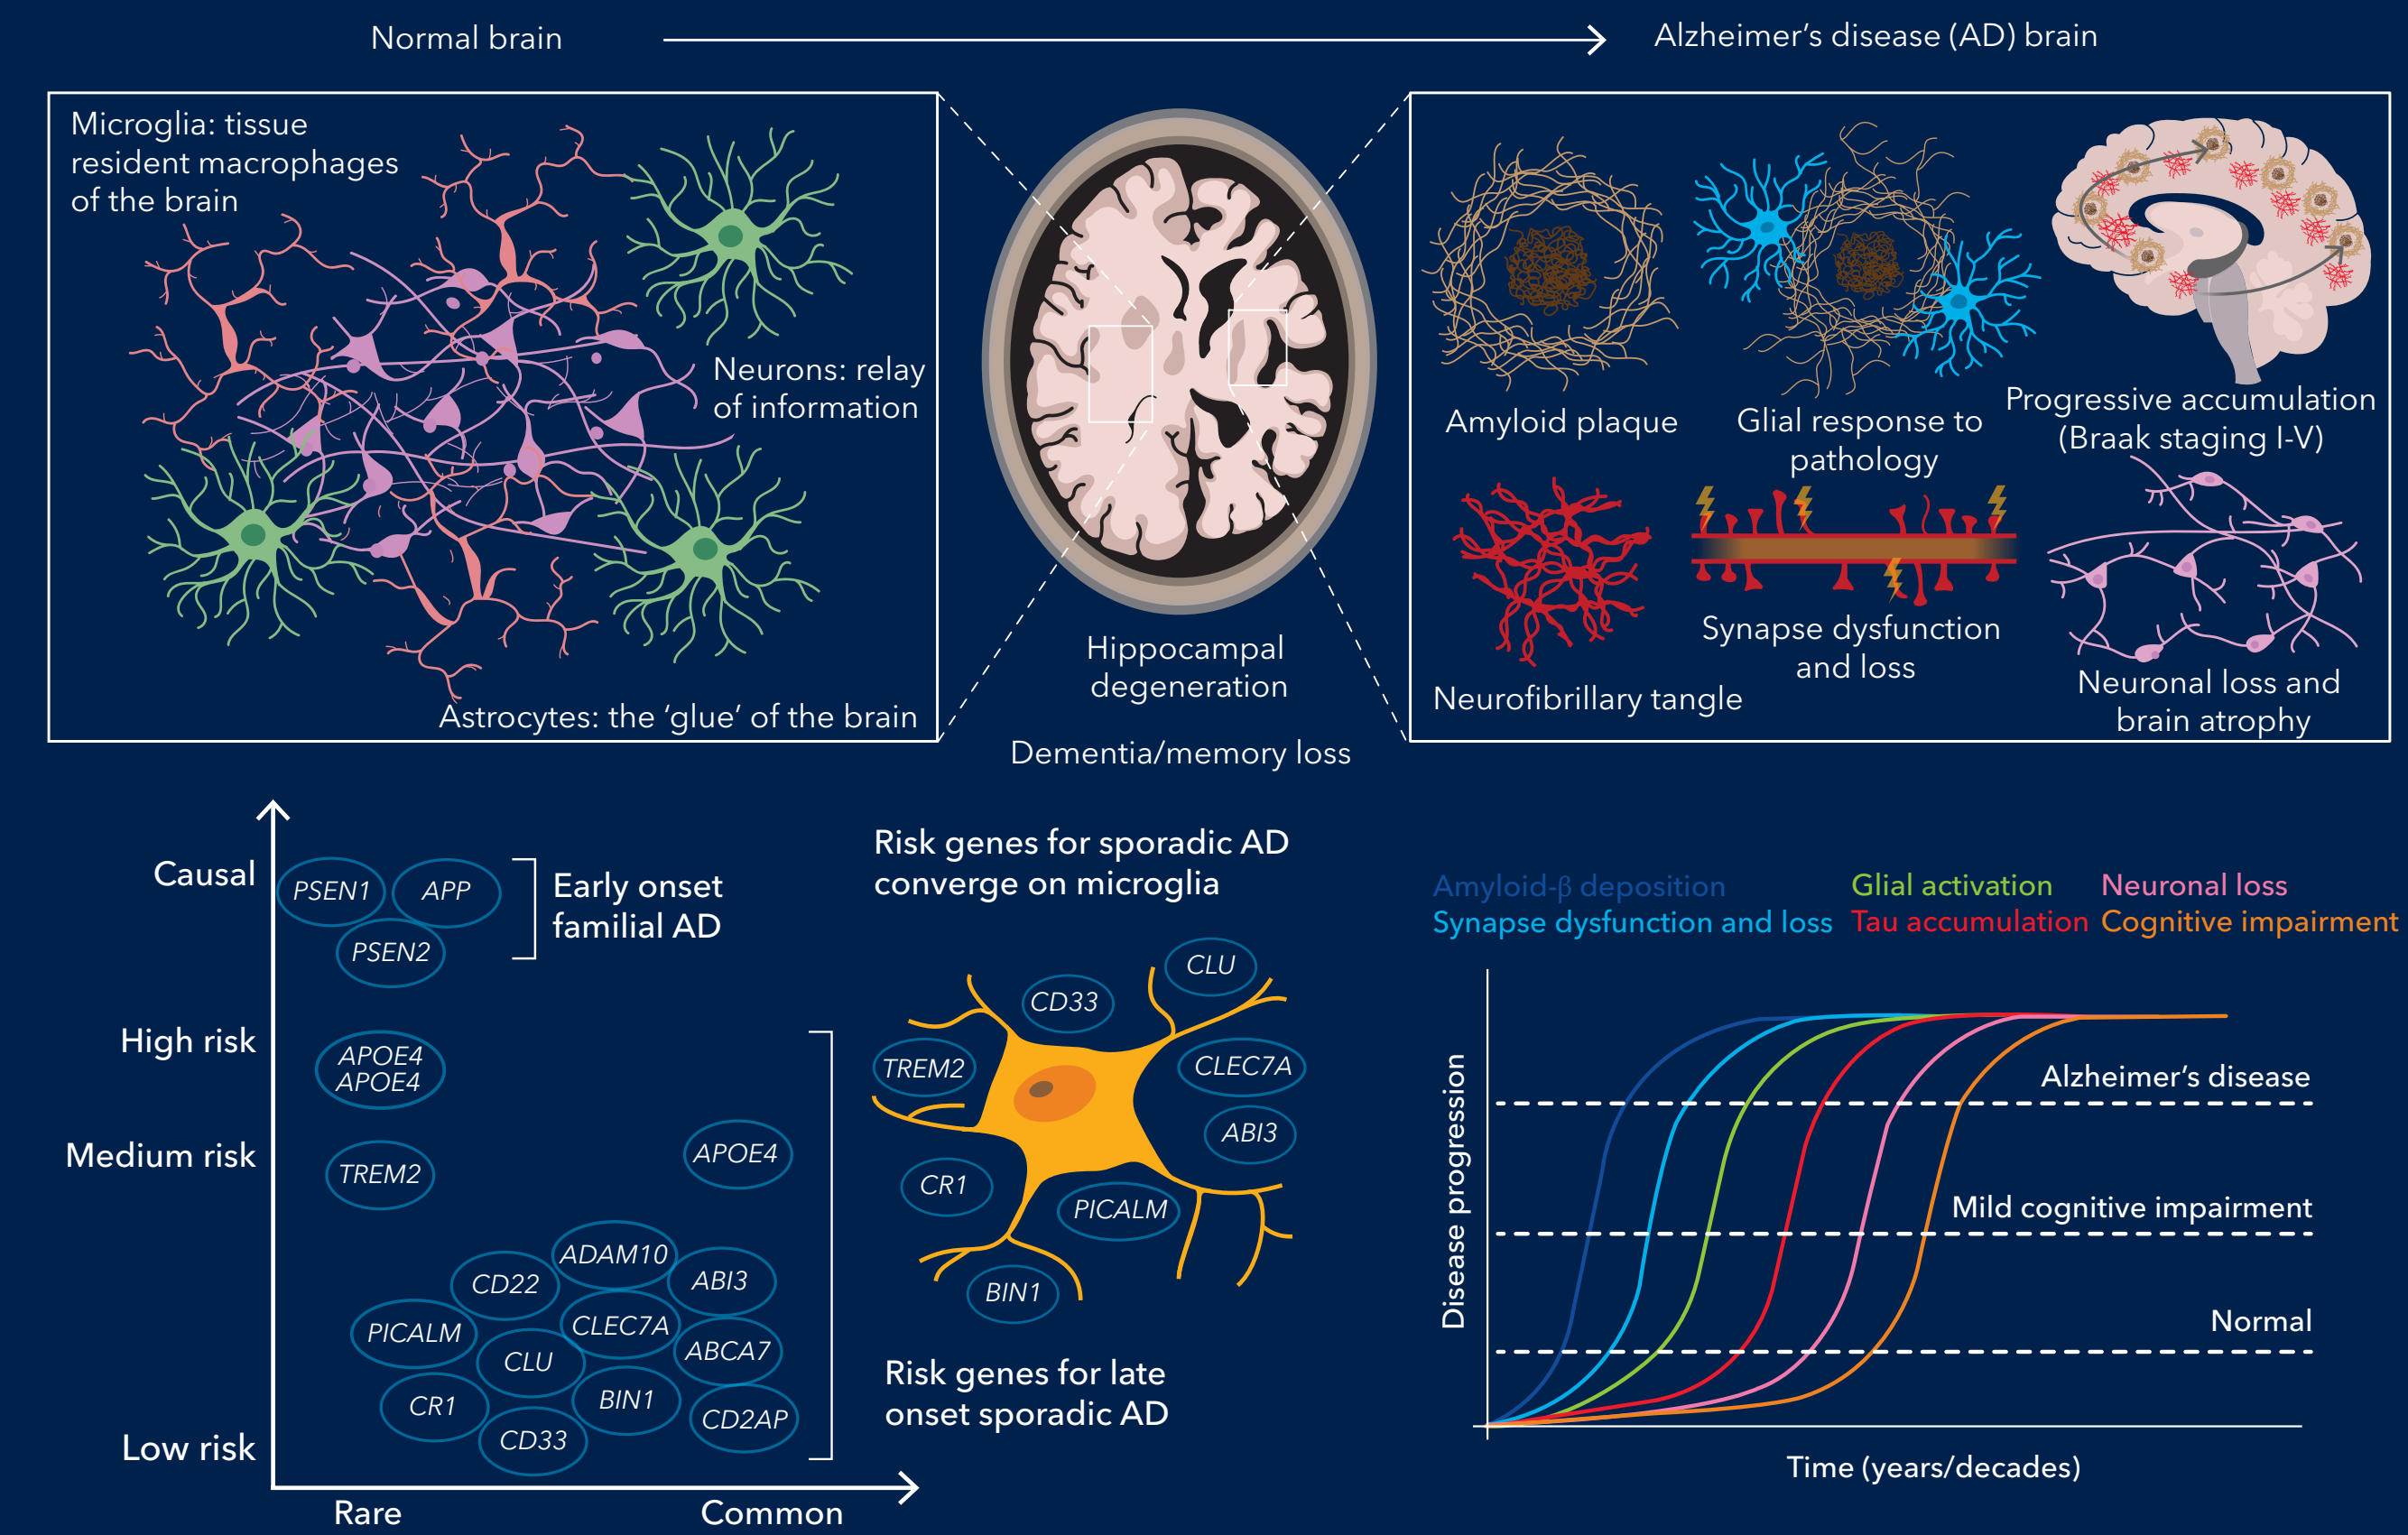 Normal brain
Alzheimer's disease (AD) brain
Microglia: tissue
resident macrophages
of the brain
Neurons: relay
of information
Astrocytes: the 'glue' of the brain
Hippocampal
degeneration
Dementia/memory loss
Amyloid plaque
Glial response to
pathology
Progressive accumulation
(Braak staging I-V)
Neurofibrillary tangle
Synapse dysfunction
and loss
Neuronal loss and
brain atrophy
Causal
High risk
Medium risk
Low risk
Rare
Common
PSEN1
APP
PSEN2
Early onset
familial AD
APOE4
APOE4
TREM2
APOE4
ADAM10
CD22
ABI3
PICALM
CLEC7A
CLU
ABCA7
CR1
BIN1
CD2AP
CD33
Risk genes for sporadic AD
converge on microglia
CLU
CD33
TREM2
CLEC7A
ABI3
CR1
PICALM
BIN1
Risk genes for late
onset sporadic AD
Amyloid-β deposition
Glial activation
Neuronal loss
Synapse dysfunction and loss
Tau accumulation
Cognitive impairment
Disease progression
Alzheimer's disease
Mild cognitive impairment
Normal
Time (years/decades)